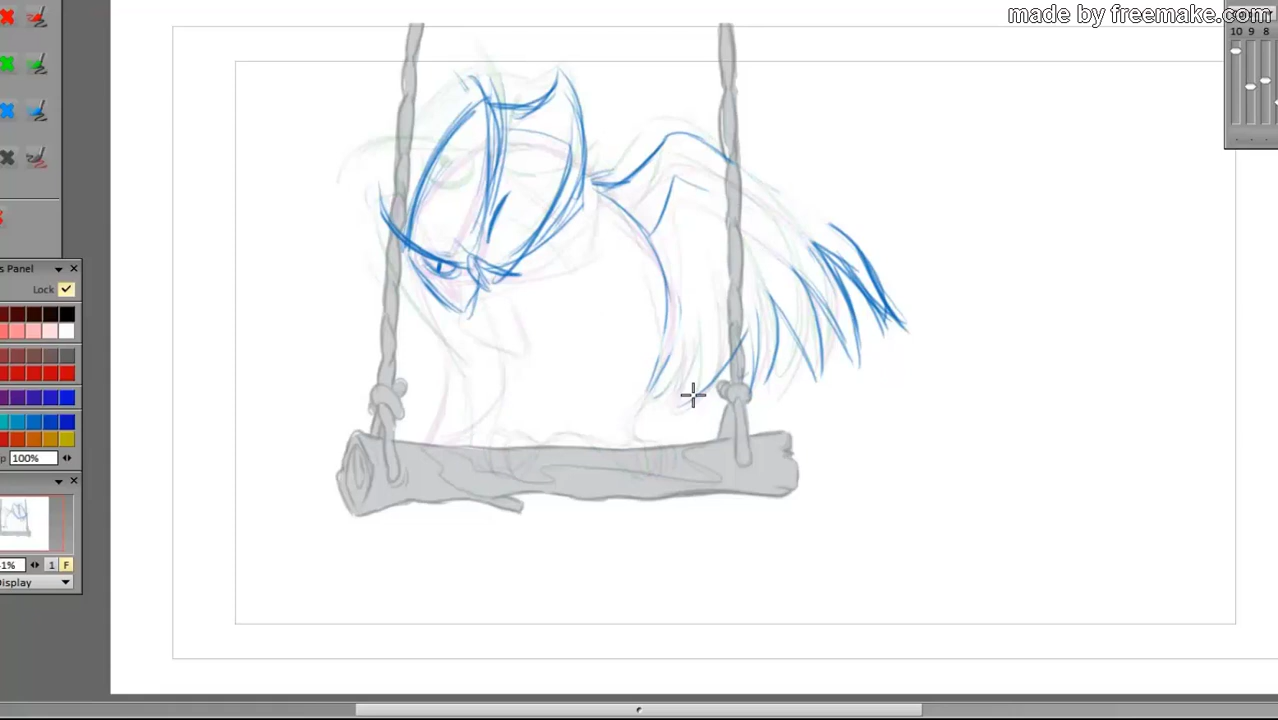 made by freemake.com
10 9 8
s Panel
Lock
p 100%
1% 1 F
Display